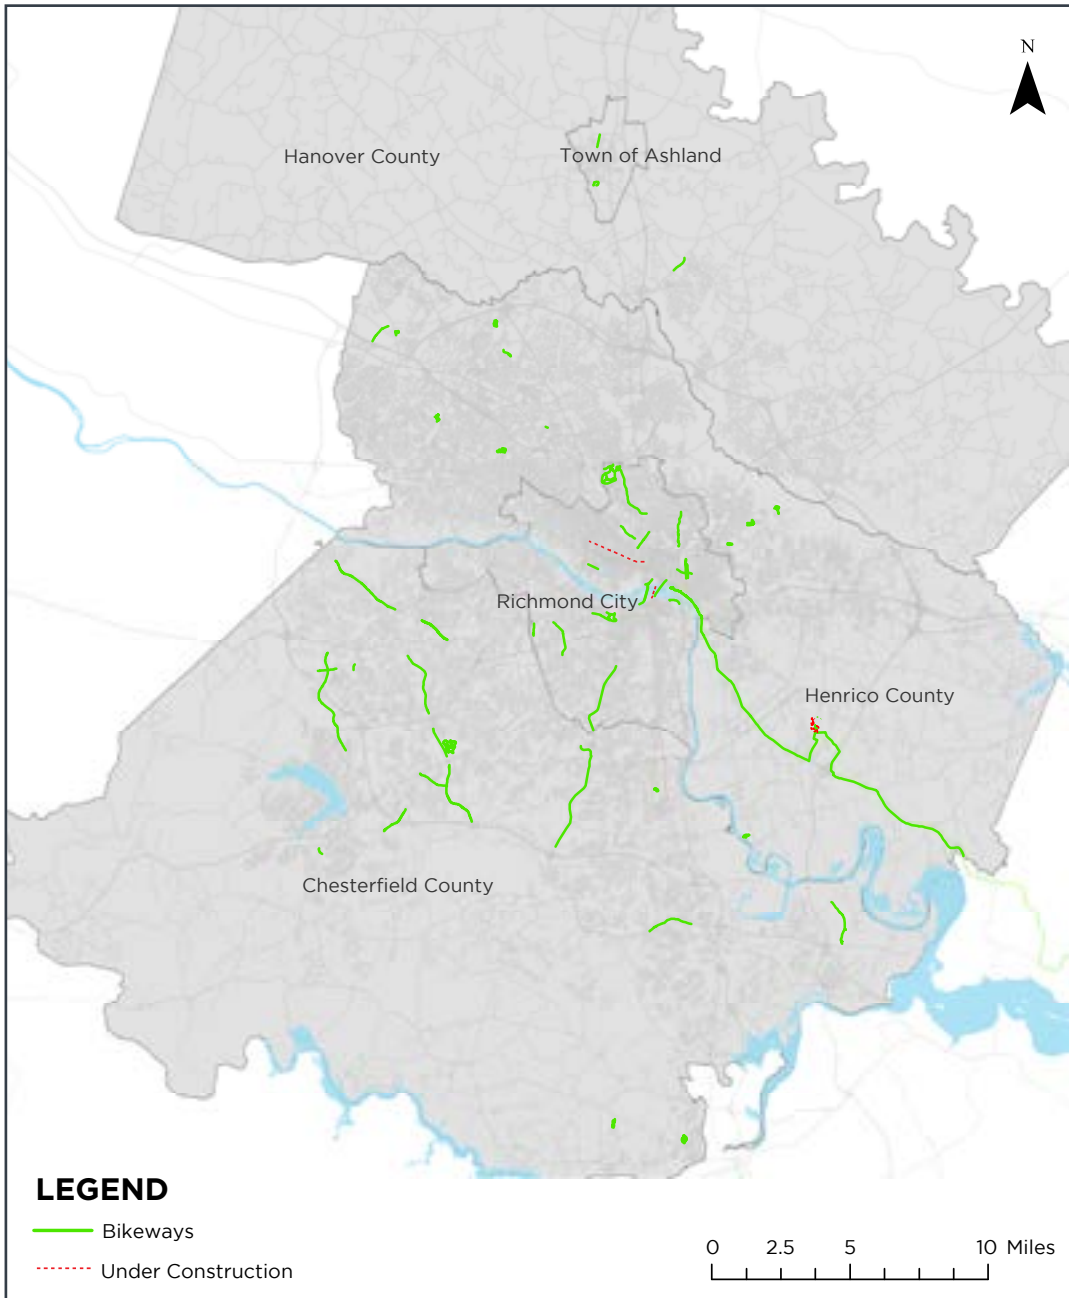 N
Hanover County
Town of Ashland
Richmond City
Henrico County
Chesterfield County
LEGEND
Bikeways
Under Construction
0 2.5 5 10 Miles